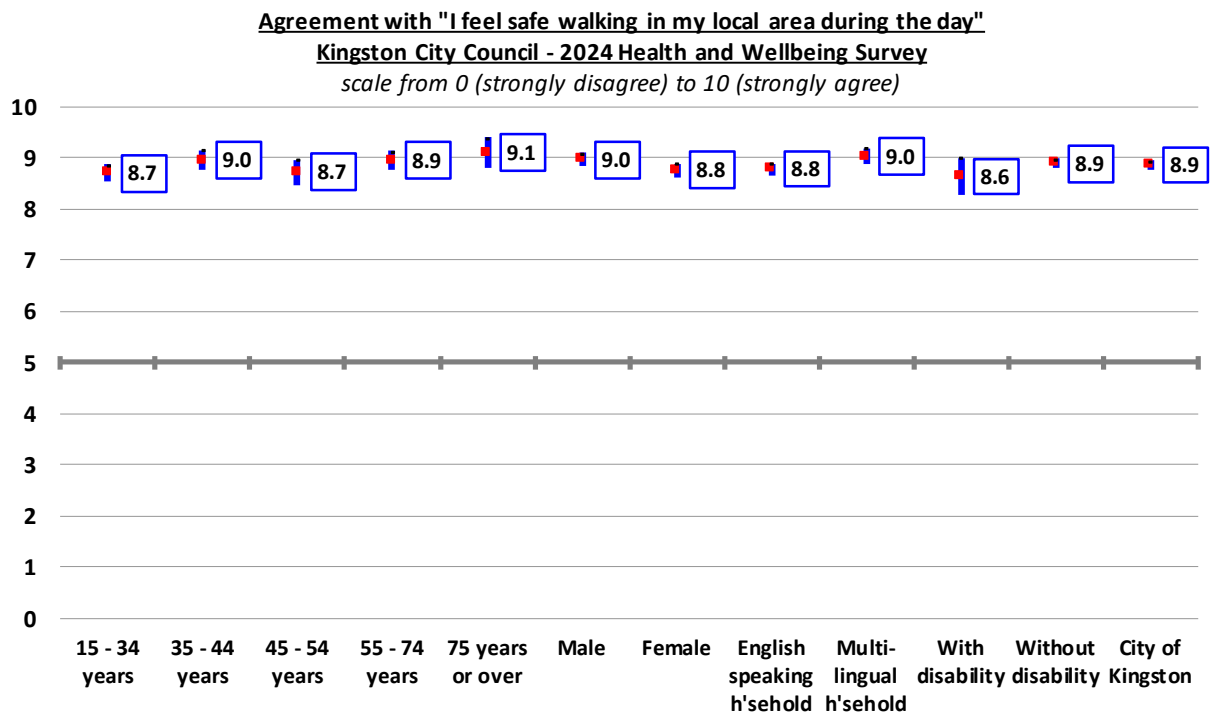 Agreement with "I feel safe walking in my local area during the day"
Kingston City Council - 2024 Health and Wellbeing Survey
scale from 0 (strongly disagree) to 10 (strongly agree)
10
9
8
7
6
5
4
3
2
1
0
8.7
9.0
8.7
8.9
9.1
9.0
8.8
8.8
9.0
8.6
8.9
8.9
15 - 34
years
35 - 44
years
45 - 54
years
55 - 74
years
75 years
or over
Male
Female
English
speaking
h'sehold
Multi-
lingual
h'sehold
With
disability
Without
disability
City of
Kingston